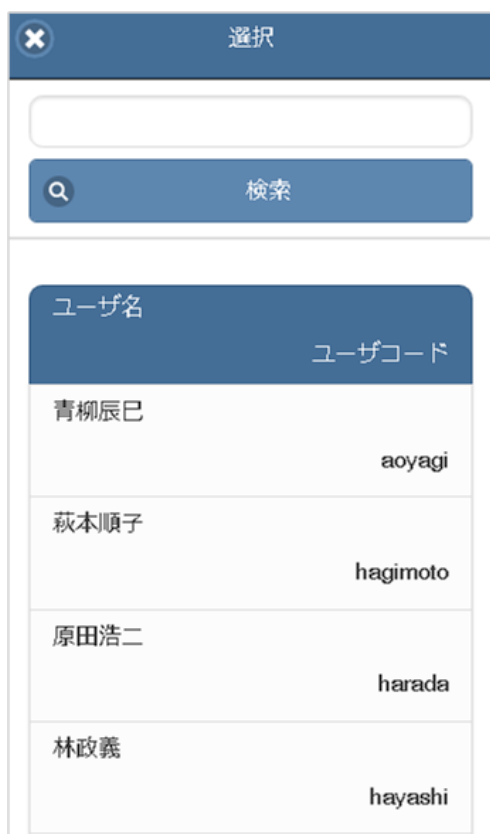 選択
検索
ユーザ名
ユーザコード
青柳辰巳
aoyagi
萩本順子
hagimoto
原田浩二
harada
林政義
hayashi